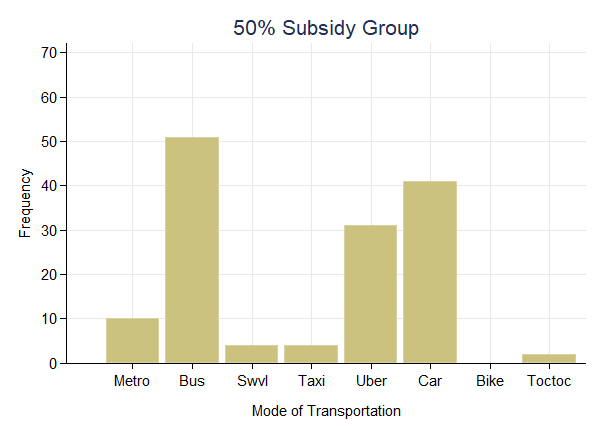 50% Subsidy Group
70
60
50
40
30
20
10
0
Frequency
Metro Bus Swvl Taxi Uber Car Bike Toctoc
Mode of Transportation